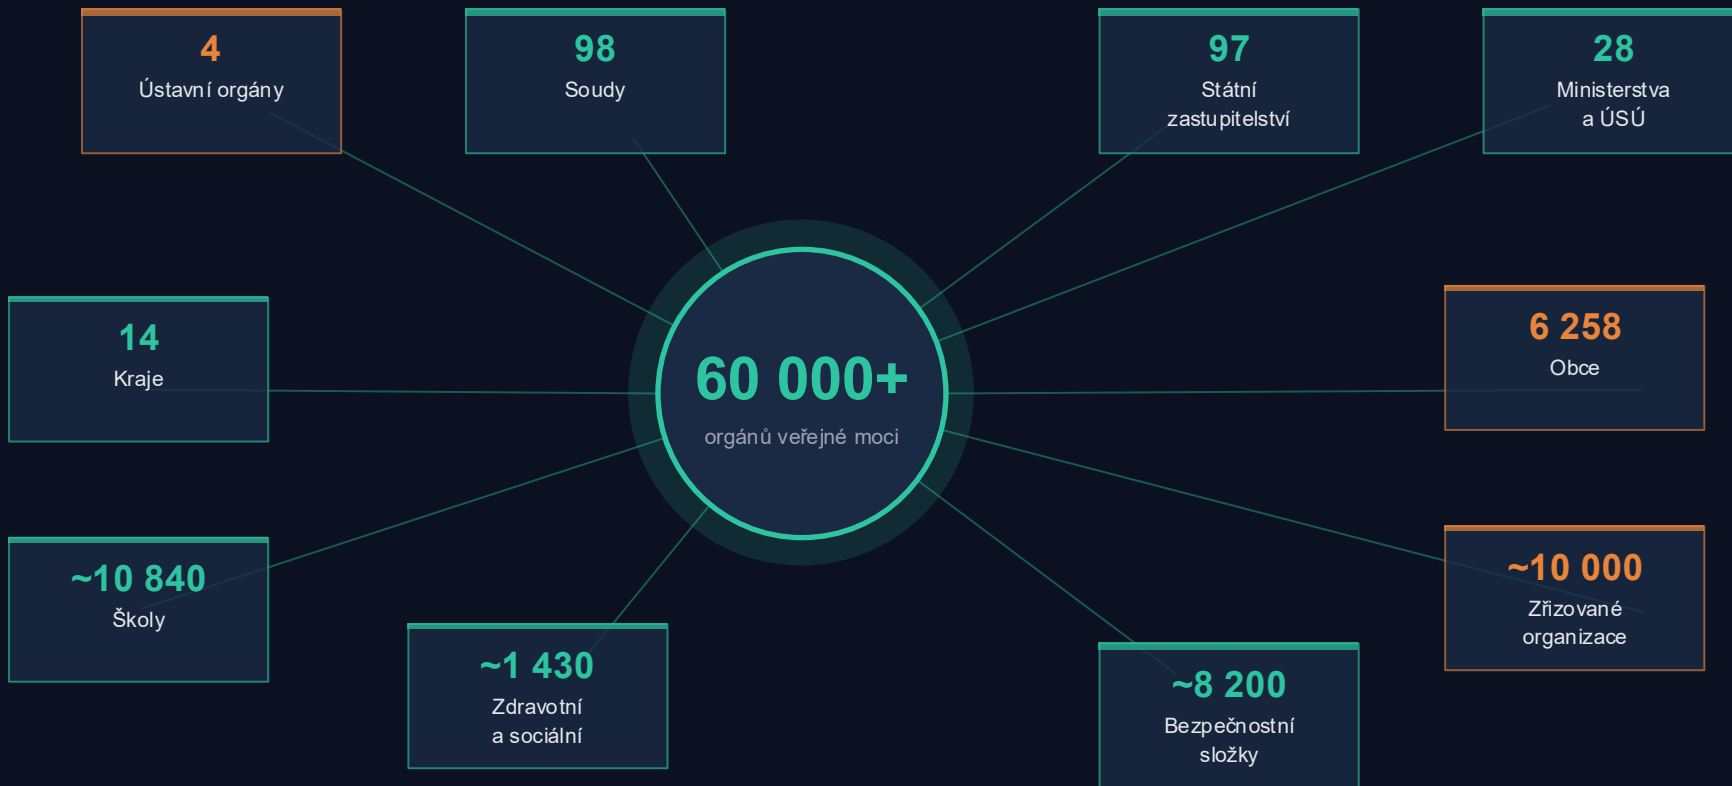 4
Ústavní orgány
98
Soudy
97
Státní
zastupitelství
28
Ministerstva
a ÚSÚ
14
Kraje
60 000+
orgánů veřejné moci
6 258
Obce
~10 840
Školy
~10 000
Zřizované
organizace
~1 430
Zdravotní
a sociální
~8 200
Bezpečnostní
složky